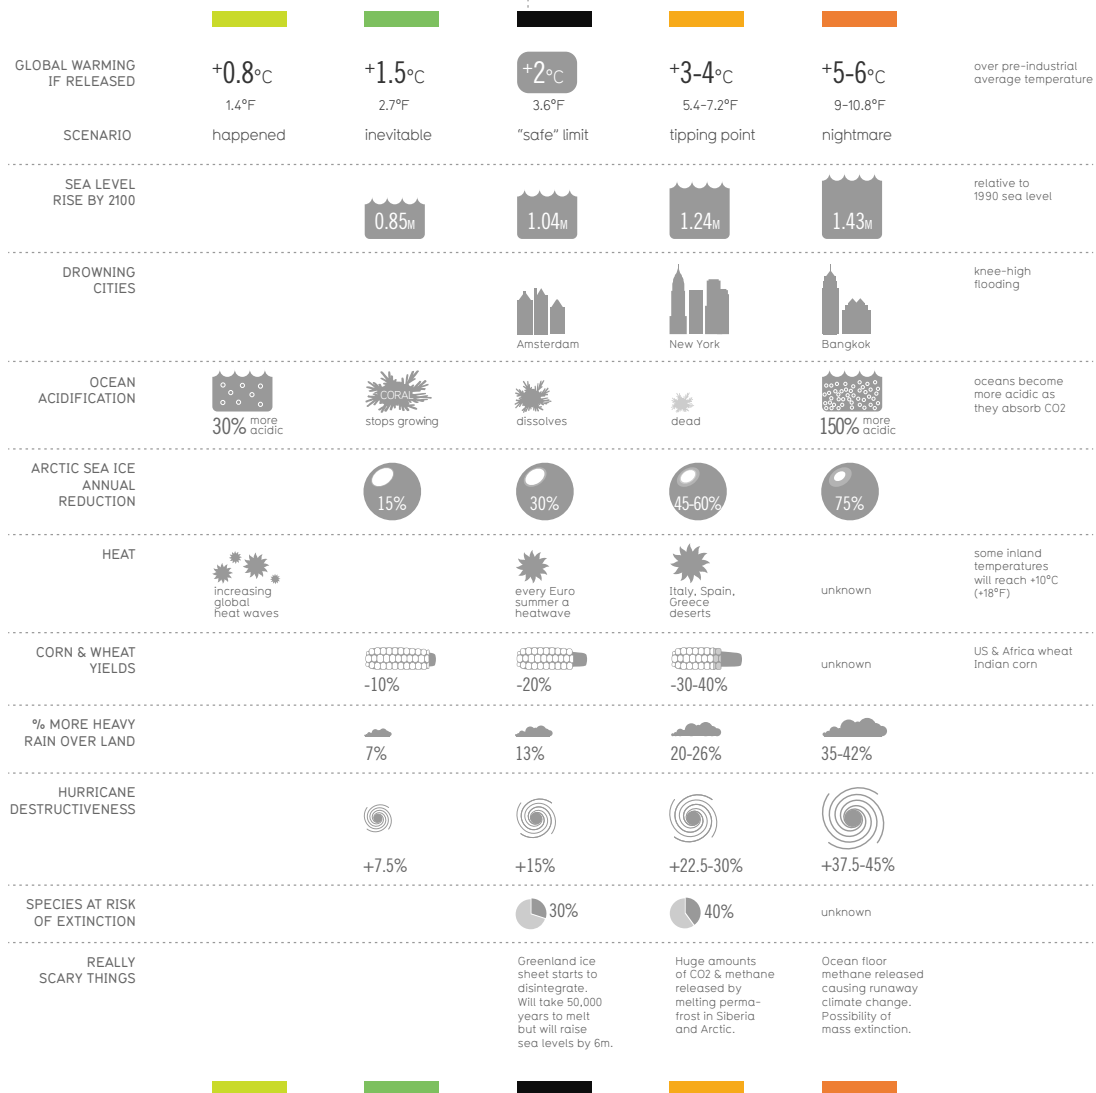 GLOBAL WARMING
IF RELEASED
+0.8°C
+1.5°C
+2°C
+3-4°C
+5-6°C
over pre-industrial
average temperature
1.4°F
2.7°F
3.6°F
5.4-7.2°F
9-10.8°F
SCENARIO
happened
inevitable
"safe" limit
tipping point
nightmare
SEA LEVEL
RISE BY 2100
0.85M
1.04M
1.24M
1.43M
relative to
1990 sea level
DROWNING
CITIES
Amsterdam
New York
Bangkok
knee-high
flooding
OCEAN
ACIDIFICATION
30% more
acidic
CORAL
stops growing
dissolves
dead
150% more
acidic
oceans become
more acidic as
they absorb CO2
ARCTIC SEA ICE
ANNUAL
REDUCTION
15%
30%
45-60%
75%
HEAT
increasing
global
heat waves
every Euro
summer a
heatwave
Italy, Spain,
Greece
deserts
unknown
some inland
temperatures
will reach +10°C
(+18°F)
CORN & WHEAT
YIELDS
-10%
-20%
-30-40%
unknown
US & Africa wheat
Indian corn
% MORE HEAVY
RAIN OVER LAND
7%
13%
20-26%
35-42%
HURRICANE
DESTRUCTIVENESS
+7.5%
+15%
+22.5-30%
+37.5-45%
SPECIES AT RISK
OF EXTINCTION
30%
40%
unknown
REALLY
SCARY THINGS
Greenland ice
sheet starts to
disintegrate.
Will take 50,000
years to melt
but will raise
sea levels by 6m.
Huge amounts
of CO2 & methane
released by
melting perma-
frost in Siberia
and Arctic.
Ocean floor
methane released
causing runaway
climate change.
Possibility of
mass extinction.